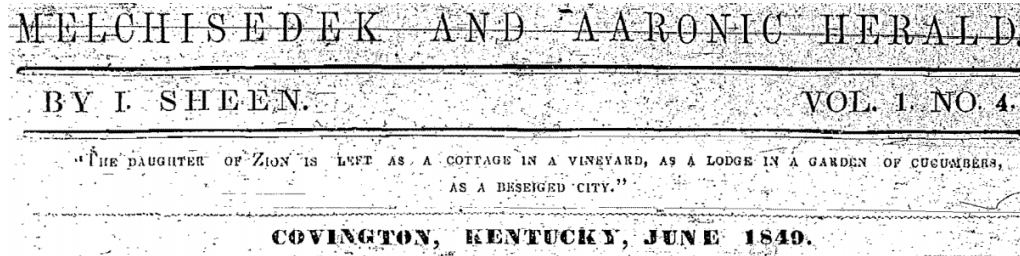 MELCHISEDEK AND AARONIC HERALD.
BY I. SHEEN. VOL. 1. NO. 4.
"THE DAUGHTER OF ZION IS LEFT AS A COTTAGE IN A VINEYARD, AS A LODGE IN A GARDEN OF CUCUMBERS,
AS A BESEIGED CITY."
COVINGTON, KENTUCKY, JUNE 1849.